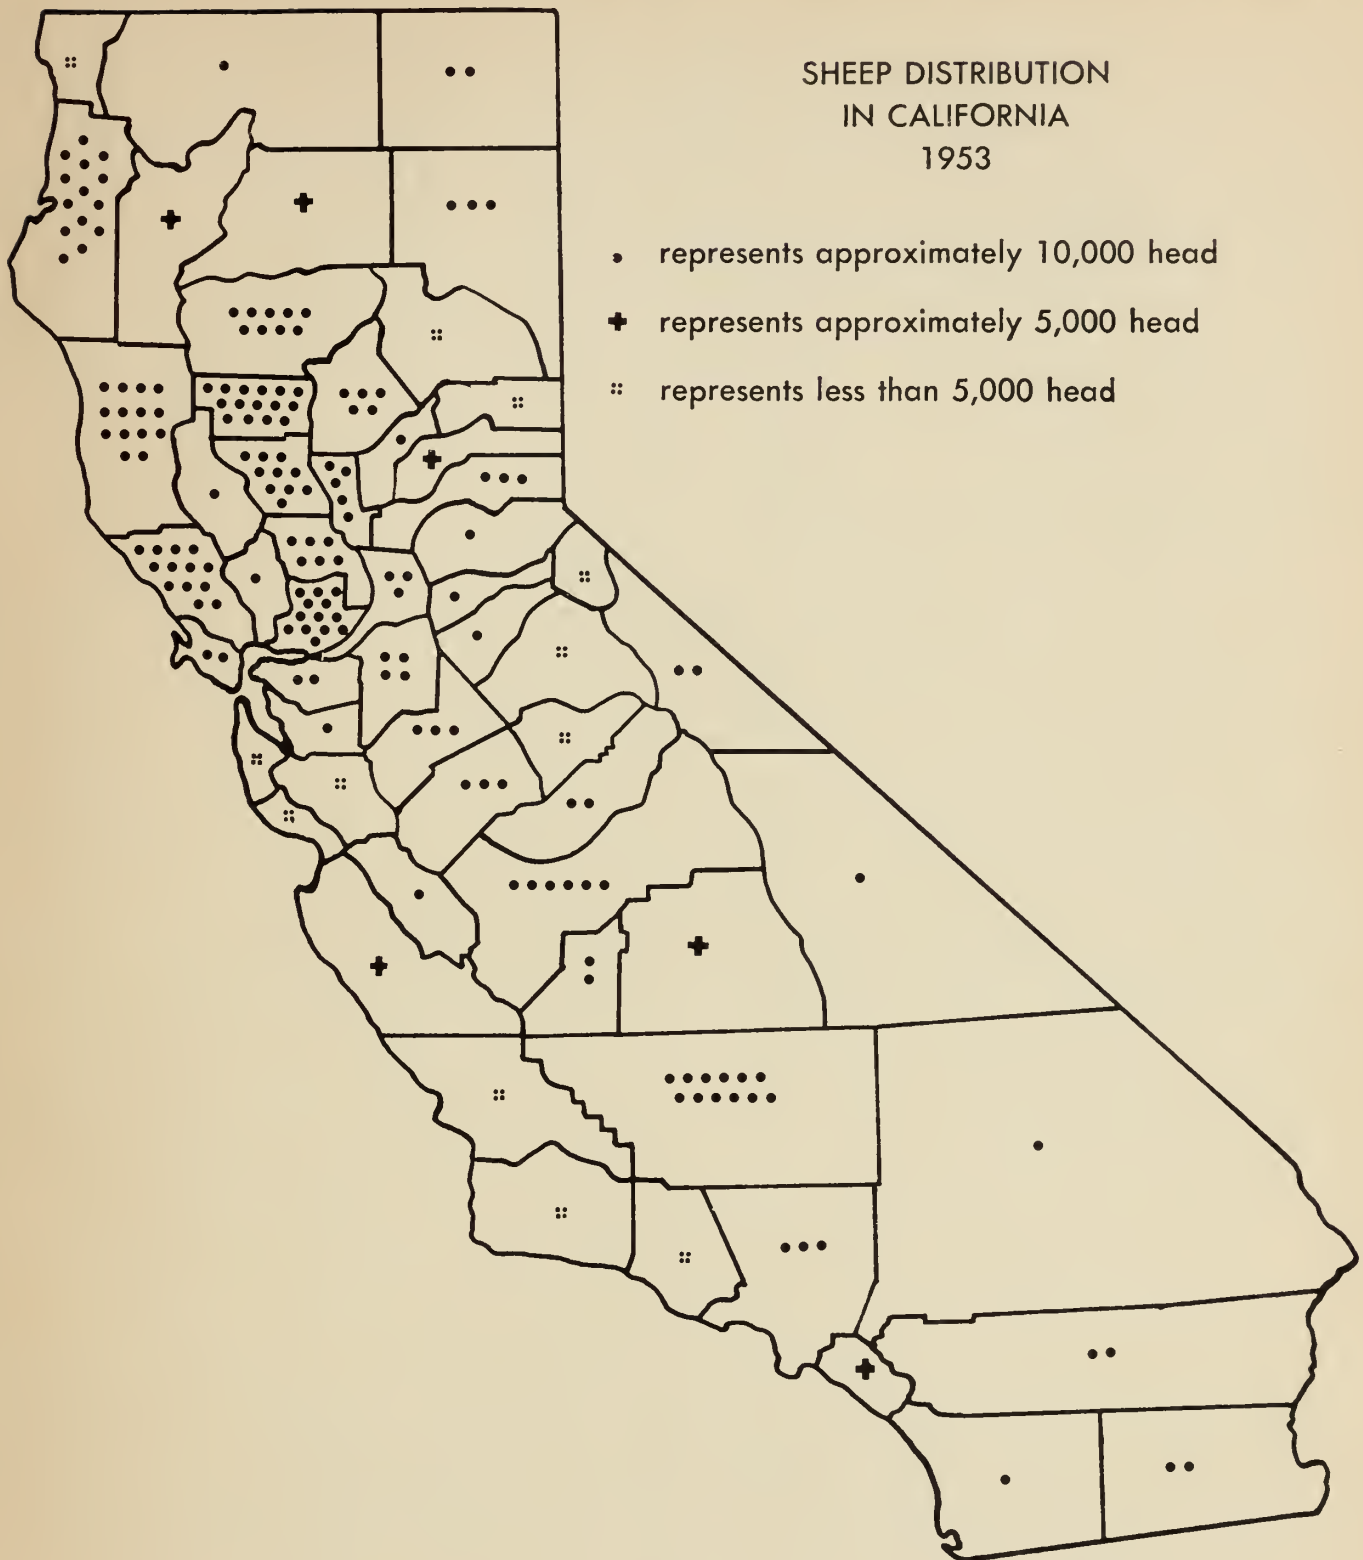 SHEEP DISTRIBUTION
IN CALIFORNIA
1953
represents approximately 10,000 head
represents approximately 5,000 head
represents less than 5,000 head